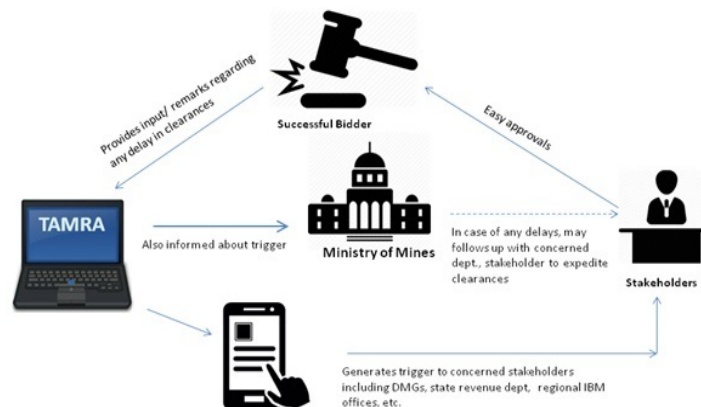 Provides input/ remarks regarding
any delay in clearances
Successful Bidder
Easy approvals
TAMRA
Also informed about trigger
Ministry of Mines
In case of any delays, may
follows up with concerned
dept., stakeholder to expedite
clearances
Stakeholders
Generates trigger to concerned stakeholders
including DMGs, state revenue dept, regional IBM
offices, etc.